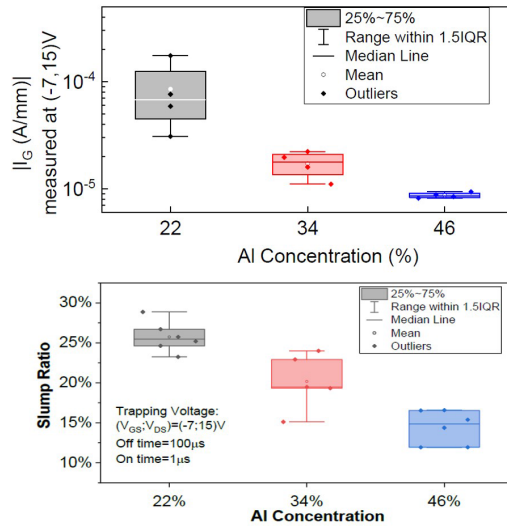 25%~75%
Range within 1.5IQR
Median Line
Mean
Outliers
|I_G (A/mm)|
measured at (-7,15)V
10⁻⁴
10⁻⁵
22
34
46
Al Concentration (%)
25%~75%
Range within 1.5IQR
Median Line
Mean
Outliers
Slump Ratio
30%
25%
20%
15%
10%
Trapping Voltage:
(V_GS;V_DS)=(-7;15)V
Off time=100μs
On time=1μs
22%
34%
46%
Al Concentration